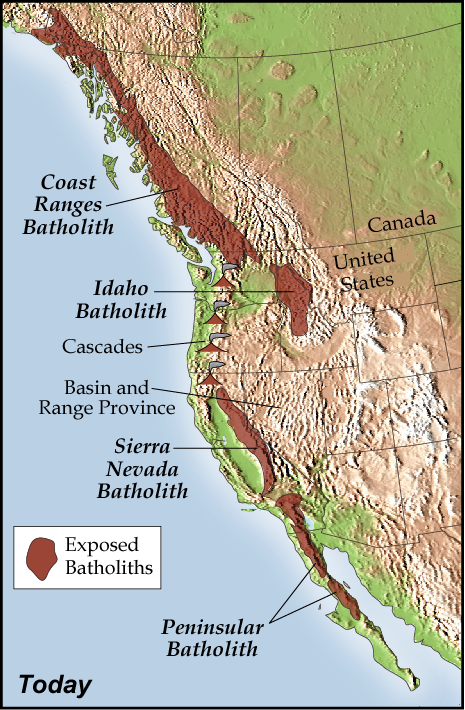 Coast
Ranges
Batholith
Canada
United
States
Idaho
Batholith
Cascades
Basin and
Range Province
Sierra
Nevada
Batholith
Exposed
Batholiths
Peninsular
Batholith
Today